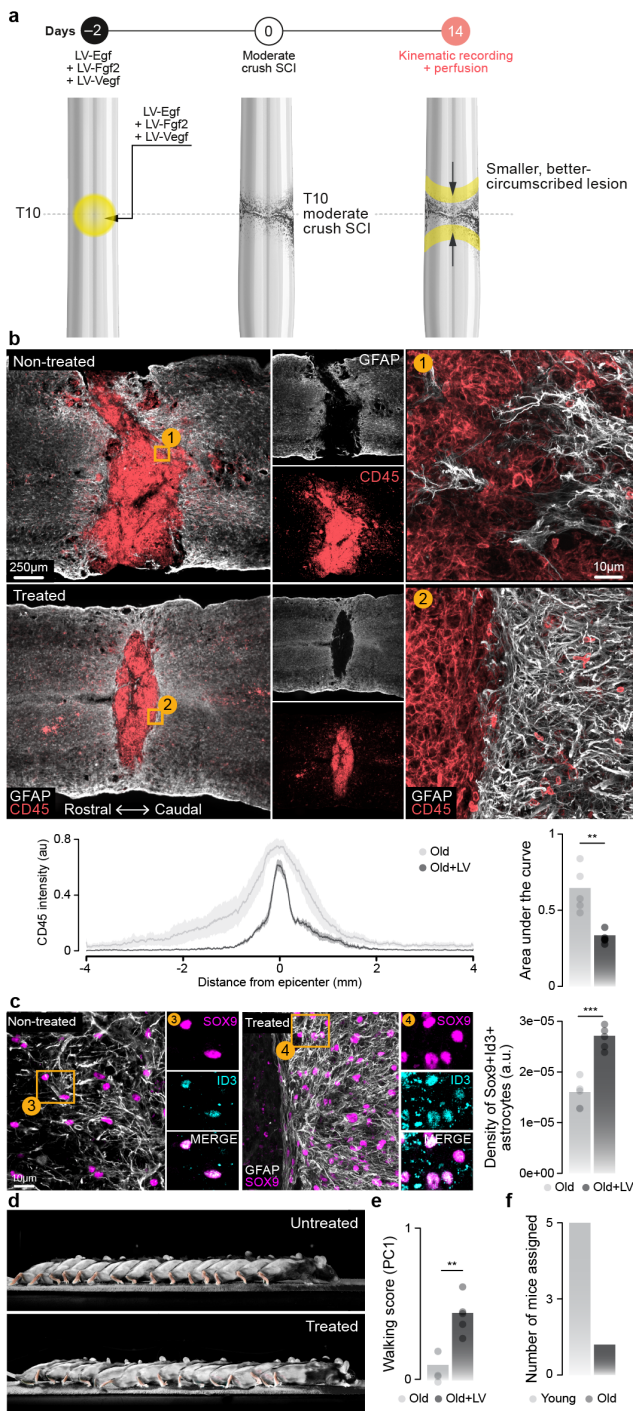 a
Days
–2
0
14
LV-Egf
+ LV-Fgf2
+ LV-Vegf
Moderate
crush SCI
Kinematic recording
+ perfusion
LV-Egf
+ LV-Fgf2
+ LV-Vegf
Smaller, better-
circumscribed lesion
T10
T10
moderate
crush SCI
b
Non-treated
1
250µm
GFAP
CD45
1
10µm
Treated
2
GFAP
CD45
Rostral ⟷ Caudal
2
GFAP
CD45
CD45 intensity (au)
0.8
0.4
0
-4
-2
0
2
4
Distance from epicenter (mm)
Old
Old+LV
Area under the curve
1
0.5
0
**
c
Non-treated
3
10µm
3
SOX9
ID3
MERGE
Treated
4
GFAP
SOX9
4
SOX9
ID3
MERGE
Density of Sox9+Id3+
astrocytes (a.u.)
3e-05
2e-05
1e-05
0e+00
***
Old
Old+LV
d
Untreated
Treated
e
Walking score (PC1)
1
0
**
Old
Old+LV
f
Number of mice assigned
5
3
5
0
Young
Old